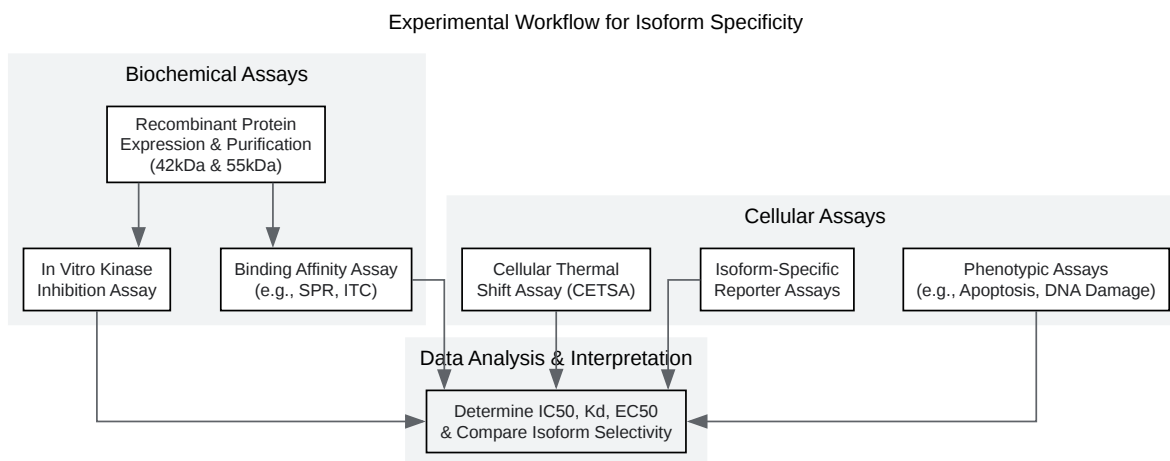 Experimental Workflow for Isoform Specificity
Biochemical Assays
Recombinant Protein
Expression & Purification
(42kDa & 55kDa)
In Vitro Kinase
Inhibition Assay
Binding Affinity Assay
(e.g., SPR, ITC)
Cellular Assays
Cellular Thermal
Shift Assay (CETSA)
Isoform-Specific
Reporter Assays
Phenotypic Assays
(e.g., Apoptosis, DNA Damage)
Data Analysis & Interpretation
Determine IC50, Kd, EC50
& Compare Isoform Selectivity